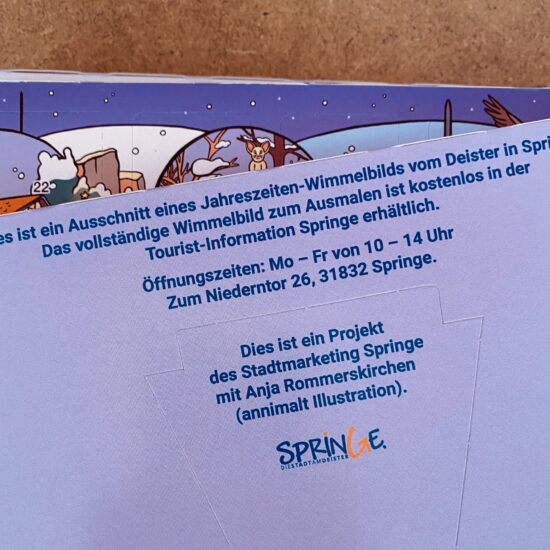 22
es ist ein Ausschnitt eines Jahreszeiten-Wimmelbilds vom Deister in Spri
Das vollständige Wimmelbild zum Ausmalen ist kostenlos in der
Tourist-Information Springe erhältlich.
Öffnungszeiten: Mo – Fr von 10 – 14 Uhr
Zum Niederntor 26, 31832 Springe.
Dies ist ein Projekt
des Stadtmarketing Springe
mit Anja Rommerskirchen
(annimalt Illustration).
SPRINGE.
DIESTADTAMDEISTER